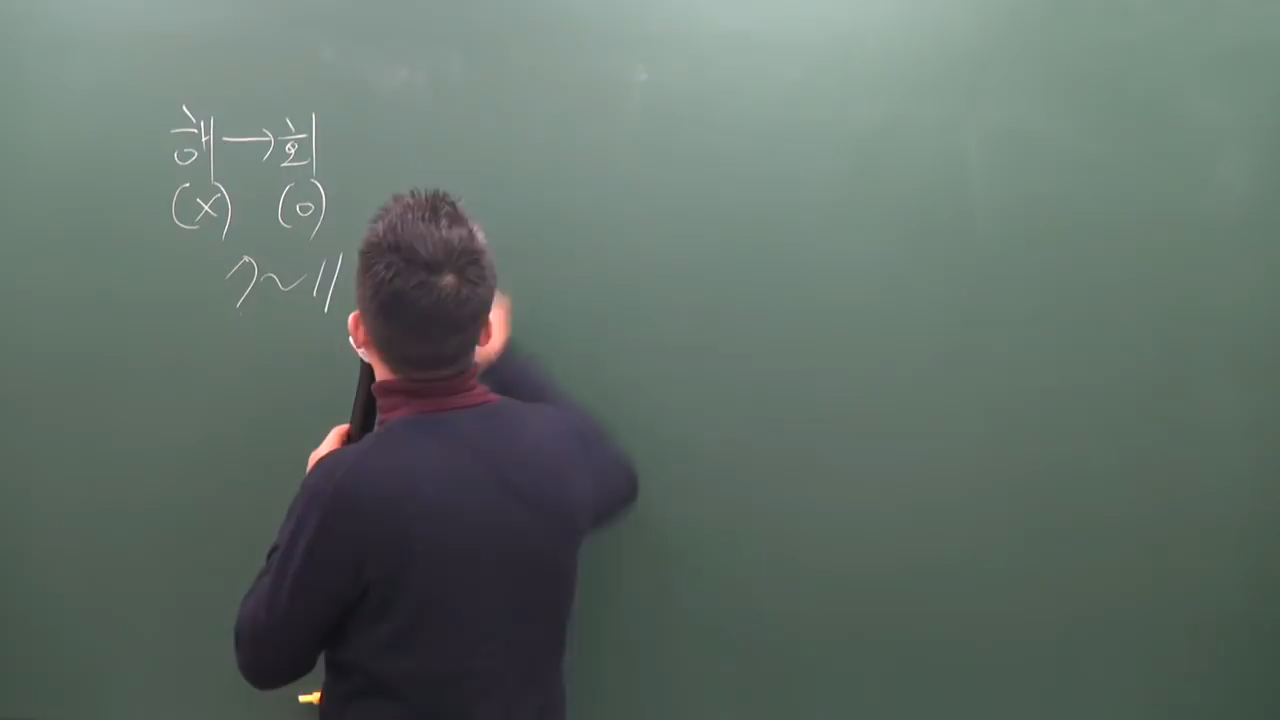 해 → 회
(x) (o)
7~11